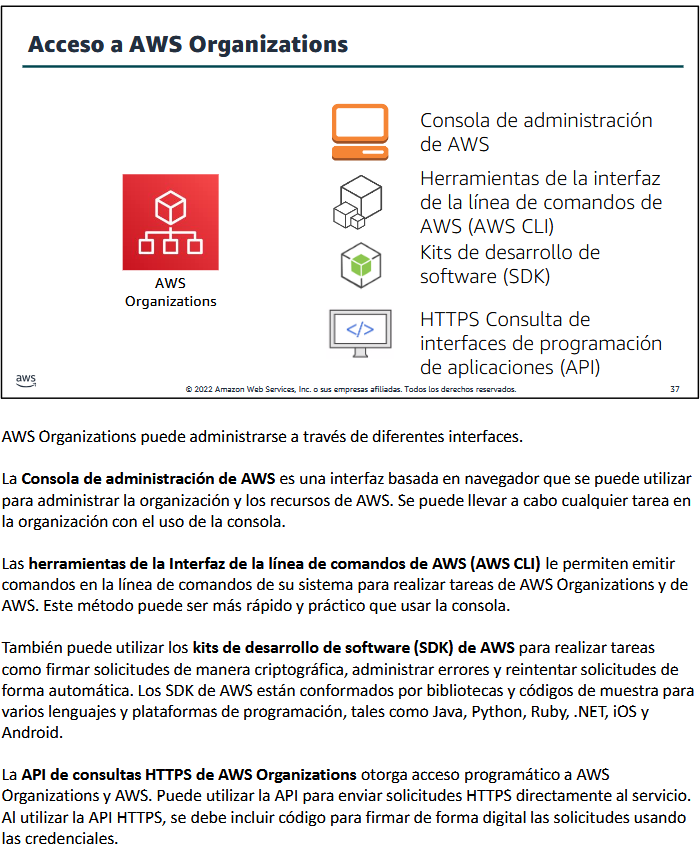 Acceso a AWS Organizations
Consola de administración
de AWS
Herramientas de la interfaz
de la línea de comandos de
AWS (AWS CLI)
Kits de desarrollo de
software (SDK)
AWS
Organizations
</>
HTTPS Consulta de
interfaces de programación
de aplicaciones (API)
aws
© 2022 Amazon Web Services, Inc. o sus empresas afiliadas. Todos los derechos reservados.
37
AWS Organizations puede administrarse a través de diferentes interfaces.
La Consola de administración de AWS es una interfaz basada en navegador que se puede utilizar
para administrar la organización y los recursos de AWS. Se puede llevar a cabo cualquier tarea en
la organización con el uso de la consola.
Las herramientas de la Interfaz de la línea de comandos de AWS (AWS CLI) le permiten emitir
comandos en la línea de comandos de su sistema para realizar tareas de AWS Organizations y de
AWS. Este método puede ser más rápido y práctico que usar la consola.
También puede utilizar los kits de desarrollo de software (SDK) de AWS para realizar tareas
como firmar solicitudes de manera criptográfica, administrar errores y reintentar solicitudes de
forma automática. Los SDK de AWS están conformados por bibliotecas y códigos de muestra para
varios lenguajes y plataformas de programación, tales como Java, Python, Ruby, .NET, iOS y
Android.
La API de consultas HTTPS de AWS Organizations otorga acceso programático a AWS
Organizations y AWS. Puede utilizar la API para enviar solicitudes HTTPS directamente al servicio.
Al utilizar la API HTTPS, se debe incluir código para firmar de forma digital las solicitudes usando
las credenciales.